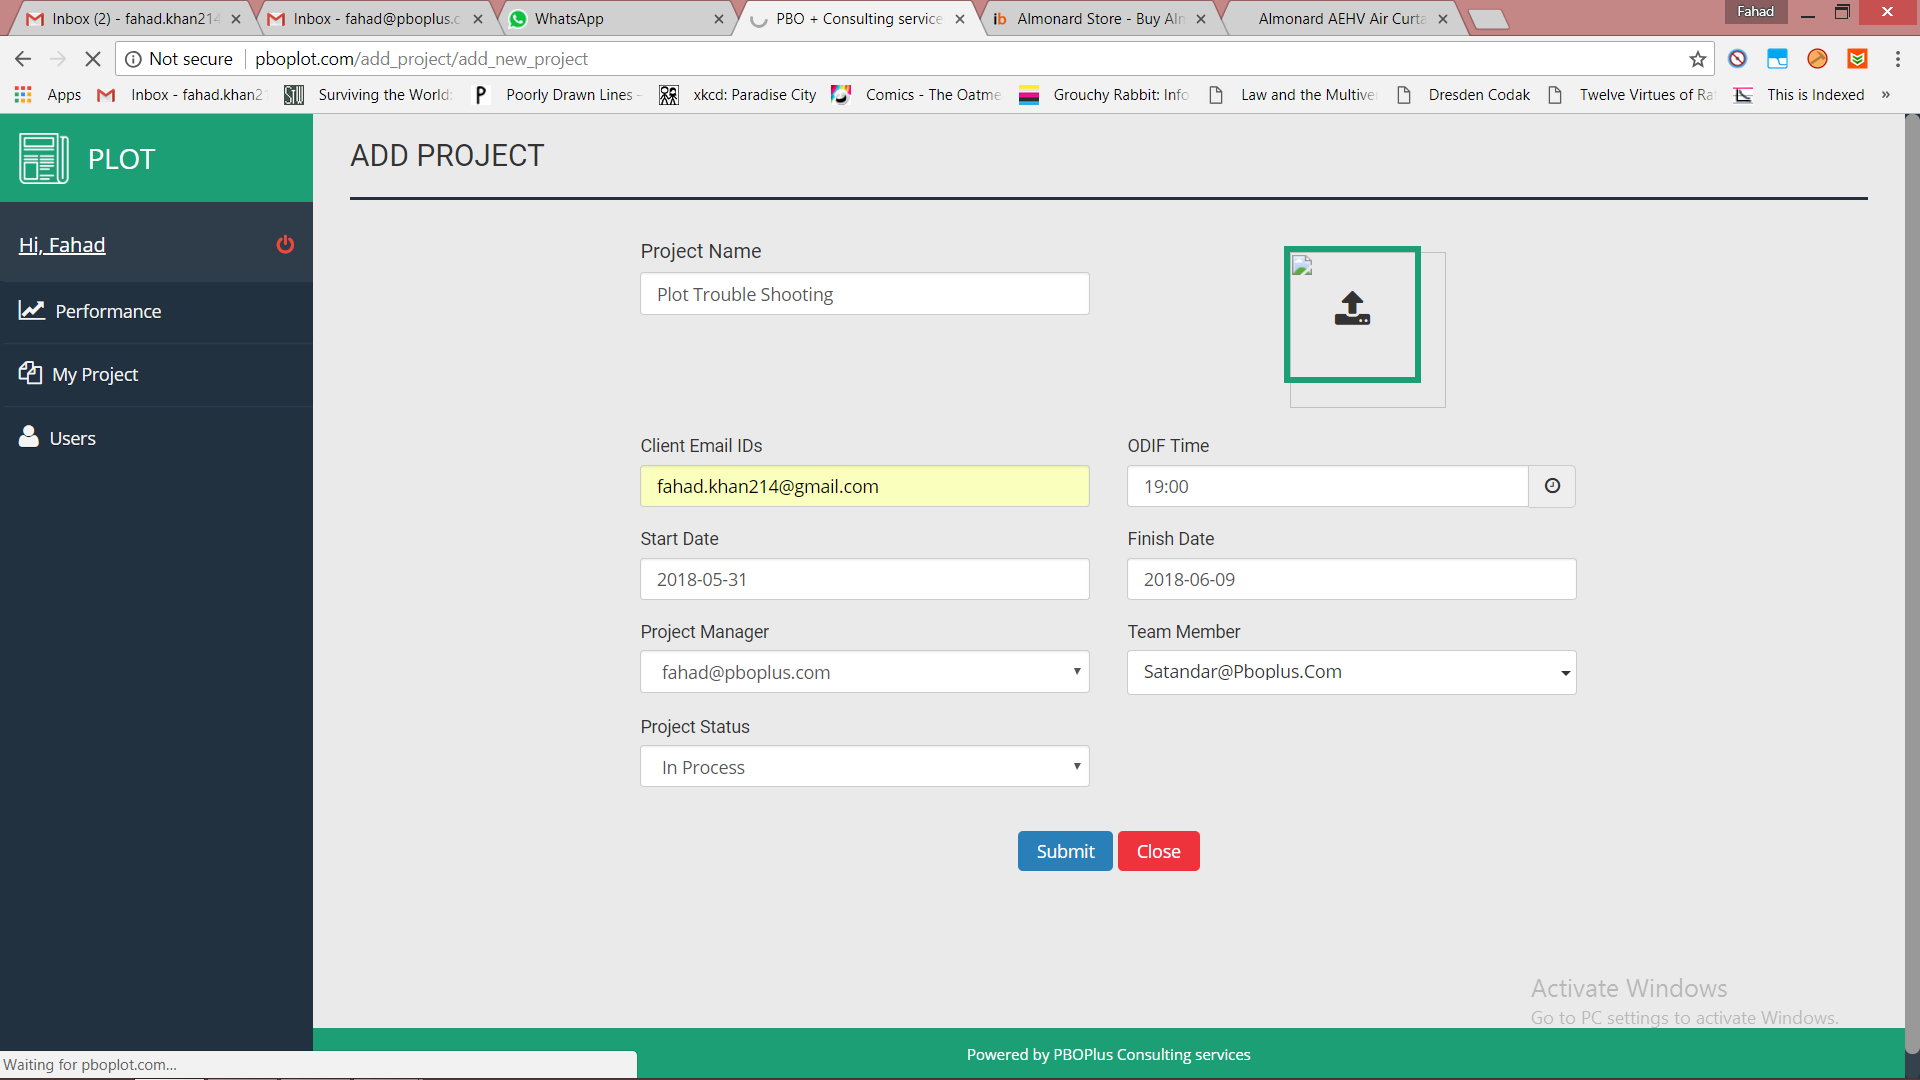 Inbox (2) - fahad.khan214
Inbox - fahad@pboplus.c
WhatsApp
PBO + Consulting service
ib Almonard Store - Buy Aln
Almonard AEHV Air Curta
Fahad
Not secure
pboplot.com/add_project/add_new_project
Apps
Inbox - fahad.khan2
Surviving the World:
Poorly Drawn Lines -
xkcd: Paradise City
Comics - The Oatme
Grouchy Rabbit: Info
Law and the Multiver
Dresden Codak
Twelve Virtues of Ra
This is Indexed
»
PLOT
ADD PROJECT
Hi, Fahad
Performance
My Project
Users
Project Name
Plot Trouble Shooting
Client Email IDs
ODIF Time
fahad.khan214@gmail.com
19:00
Start Date
Finish Date
2018-05-31
2018-06-09
Project Manager
Team Member
fahad@pboplus.com
Satandar@Pboplus.Com
Project Status
In Process
Submit
Close
Activate Windows
Go to PC settings to activate Windows.
Powered by PBOPlus Consulting services
Waiting for pboplot.com...